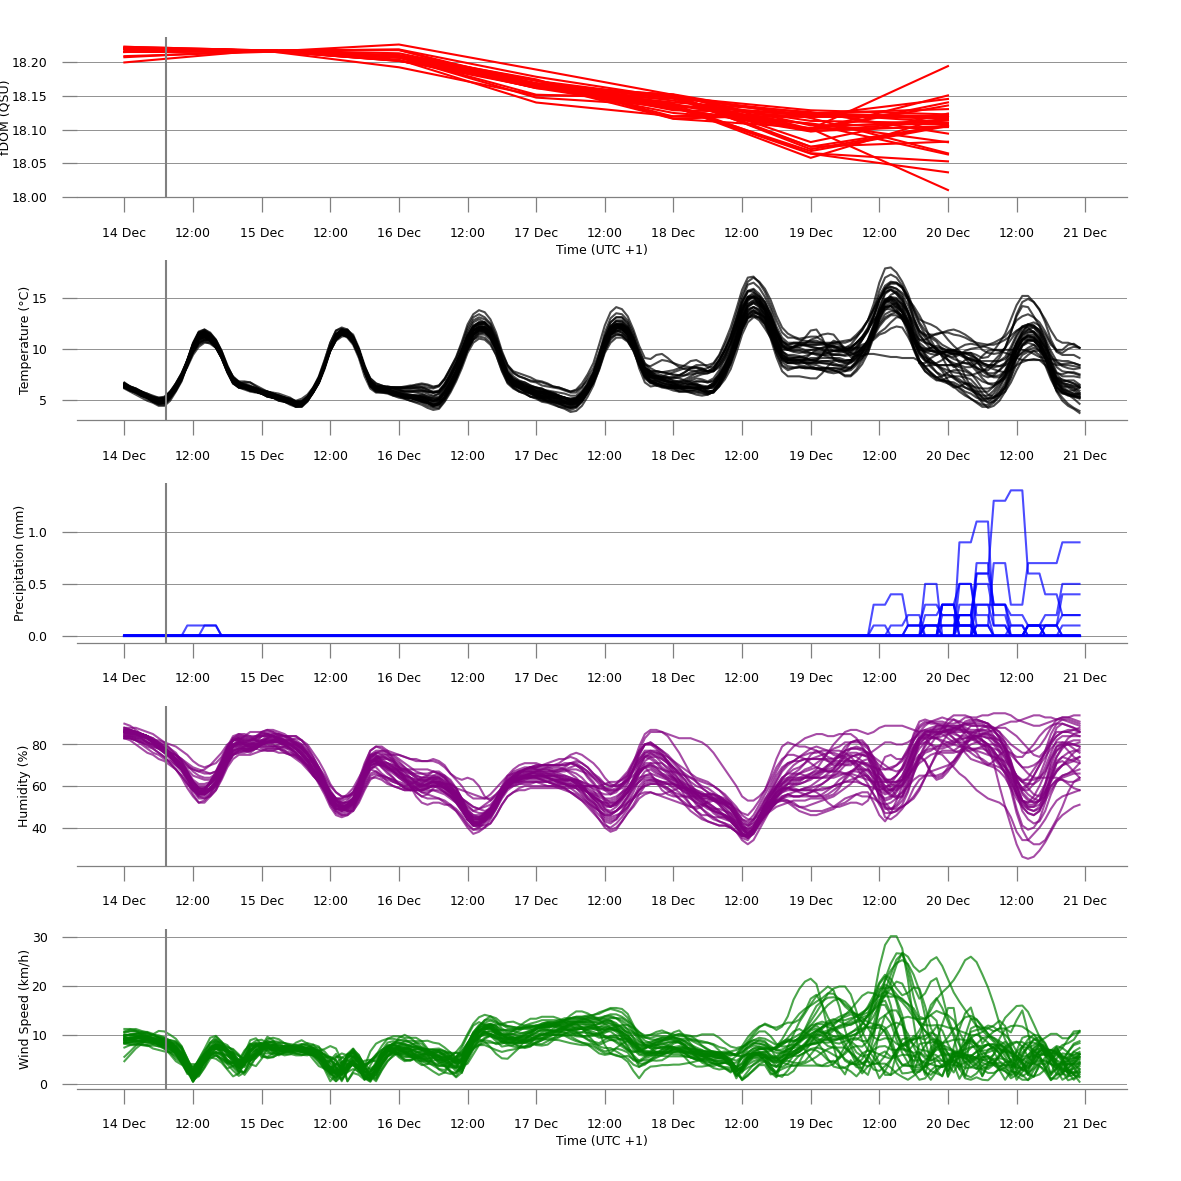 fDOM (QSU)
18.20
18.15
18.10
18.05
18.00
14 Dec 12:00 15 Dec 12:00 16 Dec 12:00 17 Dec 12:00 18 Dec 12:00 19 Dec 12:00 20 Dec 12:00 21 Dec
Time (UTC +1)
Temperature (°C)
15
10
5
14 Dec 12:00 15 Dec 12:00 16 Dec 12:00 17 Dec 12:00 18 Dec 12:00 19 Dec 12:00 20 Dec 12:00 21 Dec
Precipitation (mm)
1.0
0.5
0.0
14 Dec 12:00 15 Dec 12:00 16 Dec 12:00 17 Dec 12:00 18 Dec 12:00 19 Dec 12:00 20 Dec 12:00 21 Dec
Humidity (%)
80
60
40
14 Dec 12:00 15 Dec 12:00 16 Dec 12:00 17 Dec 12:00 18 Dec 12:00 19 Dec 12:00 20 Dec 12:00 21 Dec
Wind Speed (km/h)
30
20
10
0
14 Dec 12:00 15 Dec 12:00 16 Dec 12:00 17 Dec 12:00 18 Dec 12:00 19 Dec 12:00 20 Dec 12:00 21 Dec
Time (UTC +1)